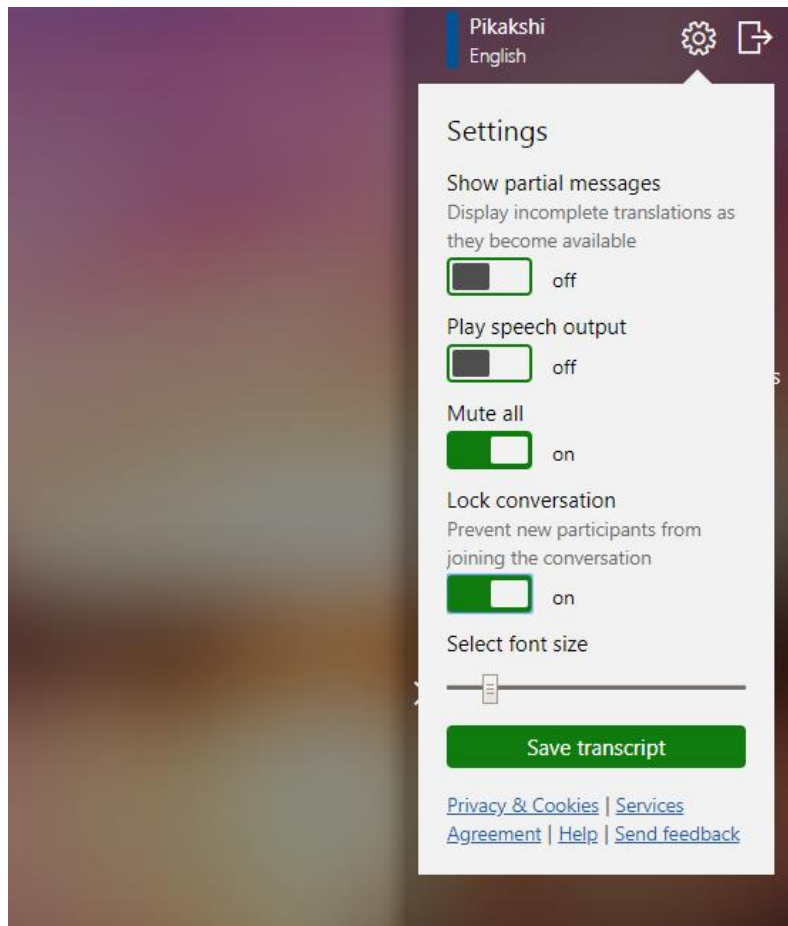 Pikakshi
English
Settings
Show partial messages
Display incomplete translations as
they become available
off
Play speech output
off
s
Mute all
on
Lock conversation
Prevent new participants from
joining the conversation
on
Select font size
Save transcript
Privacy & Cookies | Services
Agreement | Help | Send feedback